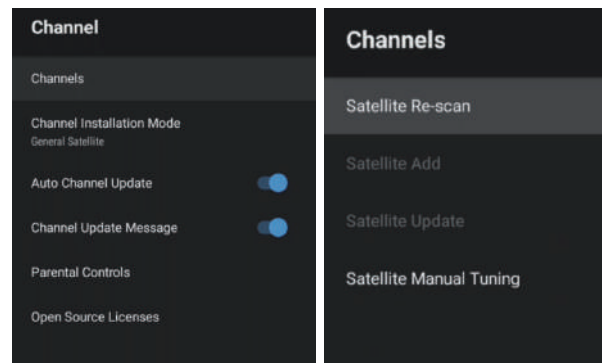 Channel
Channels
Channel Installation Mode
General Satellite
Auto Channel Update
Channel Update Message
Parental Controls
Open Source Licenses
Channels
Satellite Re-scan
Satellite Add
Satellite Update
Satellite Manual Tuning